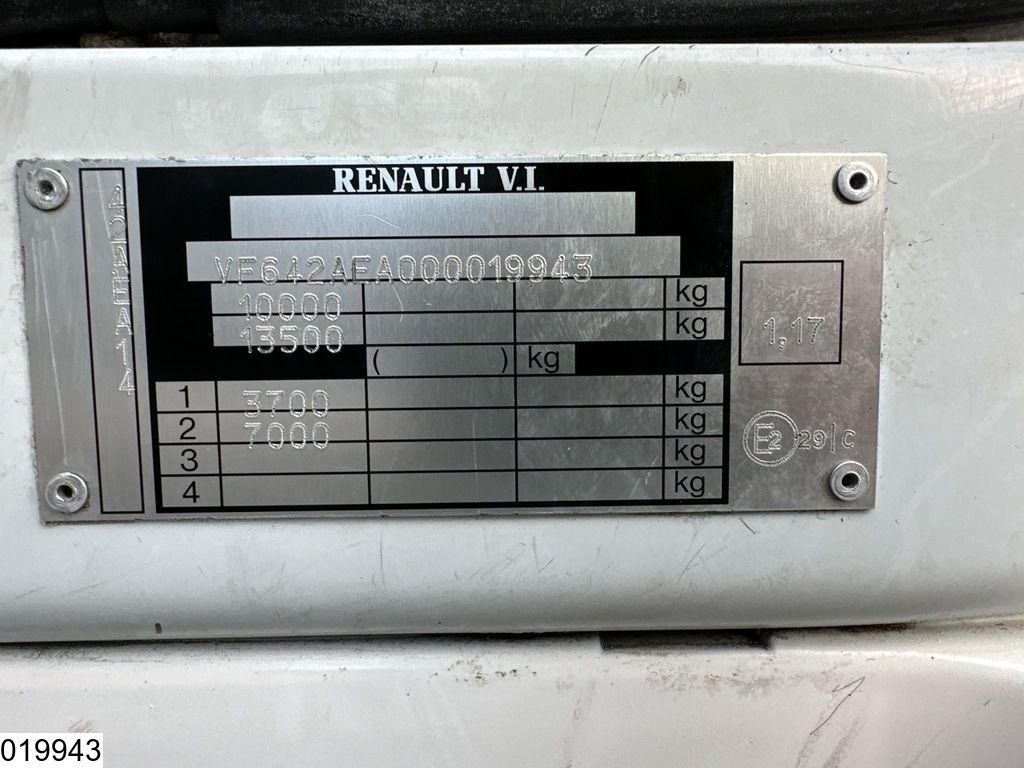 RENAULT V.I.
VF642AEA000019943
10000 kg
13500 kg
( ) kg
1 3700 kg
2 7000 kg
3 kg
4 kg
1,17
E2 29|C
019943